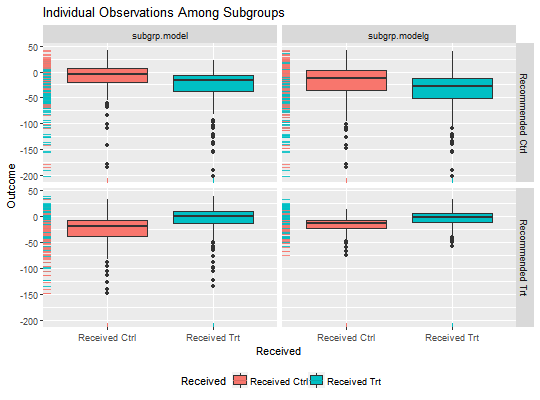 Individual Observations Among Subgroups
subgrp.model
subgrp.modelg
50
0
-50
-100
-150
-200
Recommended Ctrl
50
0
-50
-100
-150
-200
Recommended Trt
Outcome
Received Ctrl
Received Trt
Received Ctrl
Received Trt
Received
Received
Received Ctrl
Received Trt